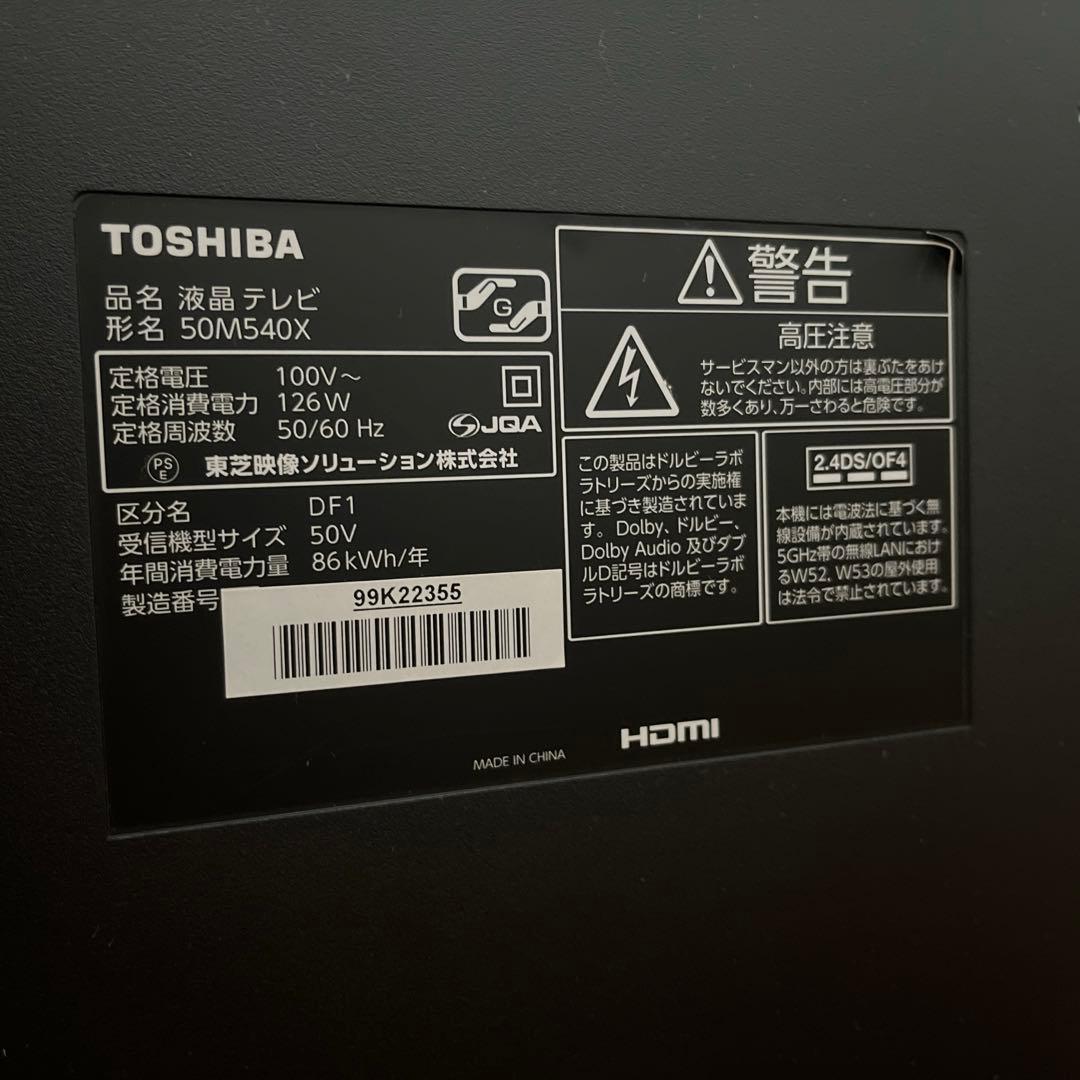 TOSHIBA
品名 液晶テレビ
形名 50M540X
G
定格電圧 100V～
定格消費電力 126W
定格周波数 50/60 Hz
JQA
PS
E
東芝映像ソリューション株式会社
区分名 DF1
受信機型サイズ 50V
年間消費電力量 86kWh/年
製造番号
99K22355
警告
高圧注意
サービスマン以外の方は裏ぶたをあけ
ないでください。内部には高電圧部分が
数多くあり、万一さわると危険です。
この製品はドルビーラボ
ラトリーズからの実施権
に基づき製造されていま
す。Dolby、ドルビー、
Dolby Audio 及びダブ
ルD記号はドルビーラボ
ラトリーズの商標です。
2.4DS/OF4
本機には電波法に基づく無
線設備が内蔵されています。
5GHz帯の無線LANにおけ
るW52、W53の屋外使用
は法令で禁止されています。
HDMI
MADE IN CHINA